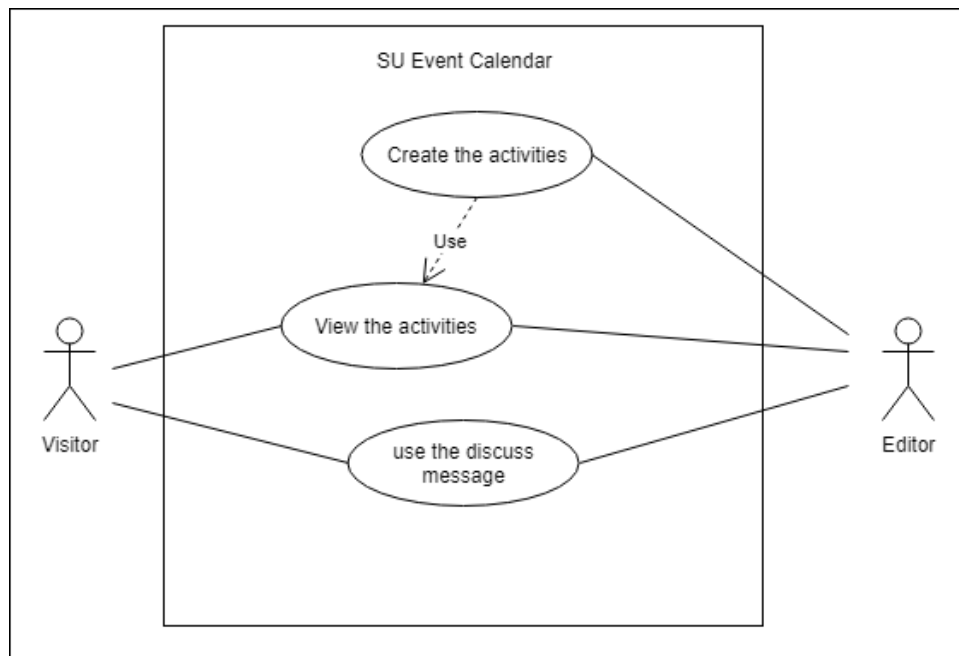 SU Event Calendar
Create the activities
Use
View the activities
use the discuss
message
Visitor
Editor